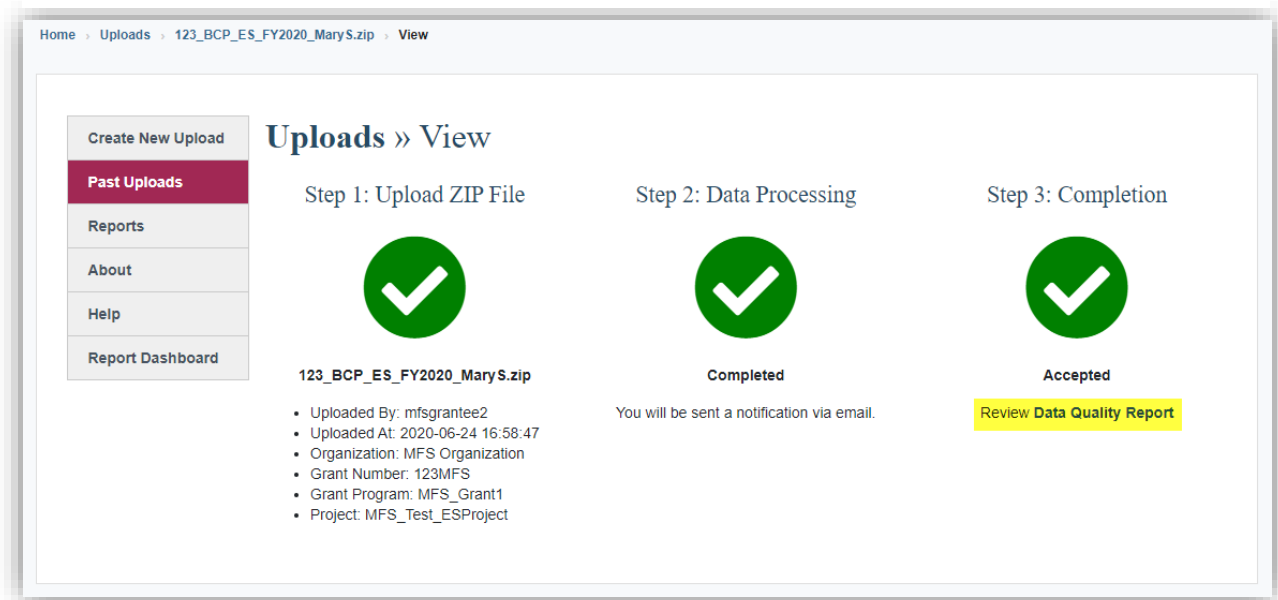 Home › Uploads › 123_BCP_ES_FY2020_MaryS.zip › View
Create New Upload
Past Uploads
Reports
About
Help
Report Dashboard
Uploads » View
Step 1: Upload ZIP File
123_BCP_ES_FY2020_MaryS.zip
• Uploaded By: mfsgrantee2
• Uploaded At: 2020-06-24 16:58:47
• Organization: MFS Organization
• Grant Number: 123MFS
• Grant Program: MFS_Grant1
• Project: MFS_Test_ESProject
Step 2: Data Processing
Completed
You will be sent a notification via email.
Step 3: Completion
Accepted
Review Data Quality Report